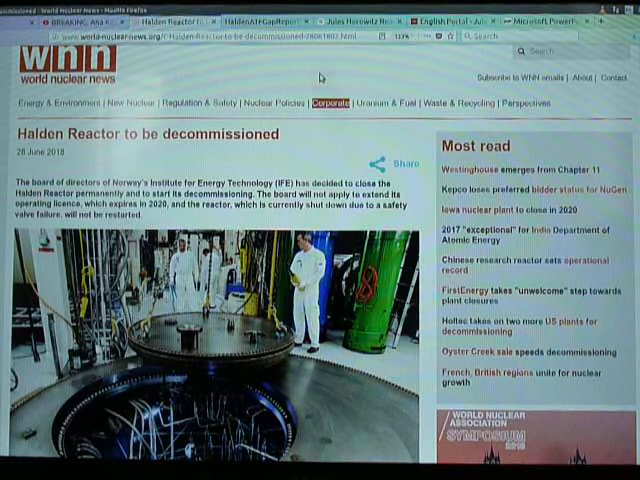 BREAKING: Ana K
Halden Reactor
Jules Horowitz
English Portal - Jule
Microsoft PowerP
www.world-nuclear-news.org
123%
Search
wnn
world nuclear news
Search
Subscribe to WNN emails | About | Contact
Energy & Environment | New Nuclear | Regulation & Safety | Nuclear Policies | Corporate | Uranium & Fuel | Waste & Recycling | Perspectives
Halden Reactor to be decommissioned
28 June 2018
Share
The board of directors of Norway's Institute for Energy Technology (IFE) has decided to close the
Halden Reactor permanently and to start its decommissioning. The board will not apply to extend its
operating licence, which expires in 2020, and the reactor, which is currently shut down due to a safety
valve failure, will not be restarted.
Most read
Westinghouse emerges from Chapter 11
Kepco loses preferred bidder status for NuGen
Iowa nuclear plant to close in 2020
2017 "exceptional" for India Department of
Atomic Energy
Chinese research reactor sets operational
record
FirstEnergy takes "unwelcome" step towards
plant closures
Holtec takes on two more US plants for
decommissioning
Oyster Creek sale speeds decommissioning
French, British regions unite for nuclear
growth
WORLD NUCLEAR
ASSOCIATION
SYMPOSIUM
2018